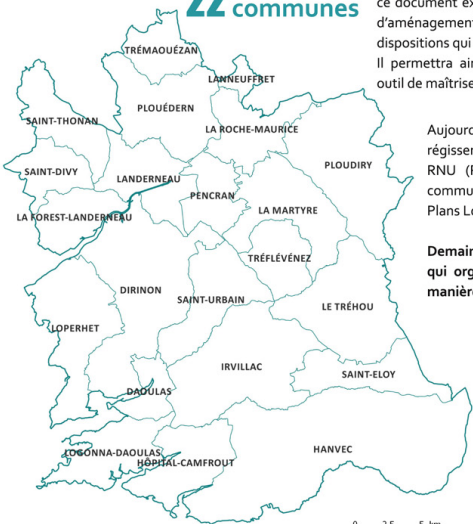 22 communes
ce document ex
d'aménagement
dispositions qui
Il permettra ain
outil de maîtrise
Aujourd
régissen
RNU (R
commu
Plans Lo
Demain
qui org
manière
TRÉMAOUÉZAN
LANNEUFFRET
PLOUÉDERN
SAINT-THONAN
LA ROCHE-MAURICE
PLOUDIRY
SAINT-DIVY
LANDERNEAU
PENCRAN
LA FOREST-LANDERNEAU
LA MARTYRE
TRÉFLÉVÉNEZ
DIRINON
SAINT-URBAIN
LE TRÉHOU
LOPERHET
IRVILLAC
SAINT-ELOY
DAOULAS
LOGONNA-DAOULAS
HÔPITAL-CAMFROUT
HANVEC
0 2,5 5 km